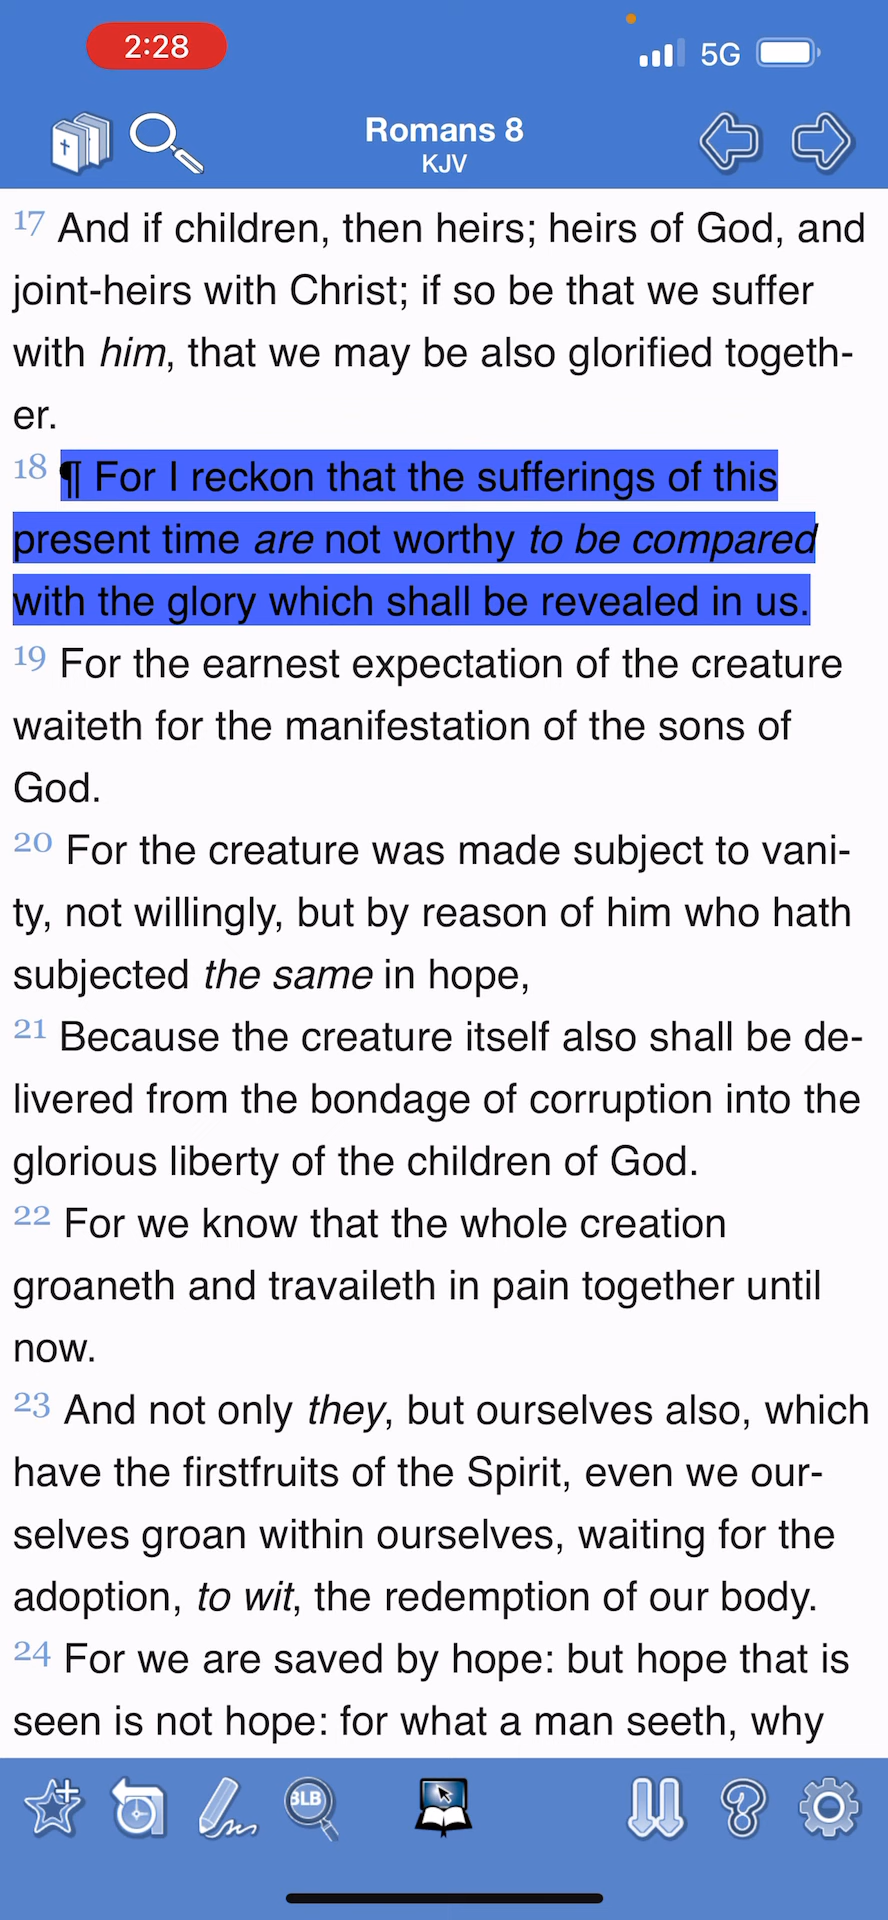 2:28
5G
Romans 8
KJV
17 And if children, then heirs; heirs of God, and
joint-heirs with Christ; if so be that we suffer
with him, that we may be also glorified togeth-
er.
18 ¶ For I reckon that the sufferings of this
present time are not worthy to be compared
with the glory which shall be revealed in us.
19 For the earnest expectation of the creature
waiteth for the manifestation of the sons of
God.
20 For the creature was made subject to vani-
ty, not willingly, but by reason of him who hath
subjected the same in hope,
21 Because the creature itself also shall be de-
livered from the bondage of corruption into the
glorious liberty of the children of God.
22 For we know that the whole creation
groaneth and travaileth in pain together until
now.
23 And not only they, but ourselves also, which
have the firstfruits of the Spirit, even we our-
selves groan within ourselves, waiting for the
adoption, to wit, the redemption of our body.
24 For we are saved by hope: but hope that is
seen is not hope: for what a man seeth, why
BLB